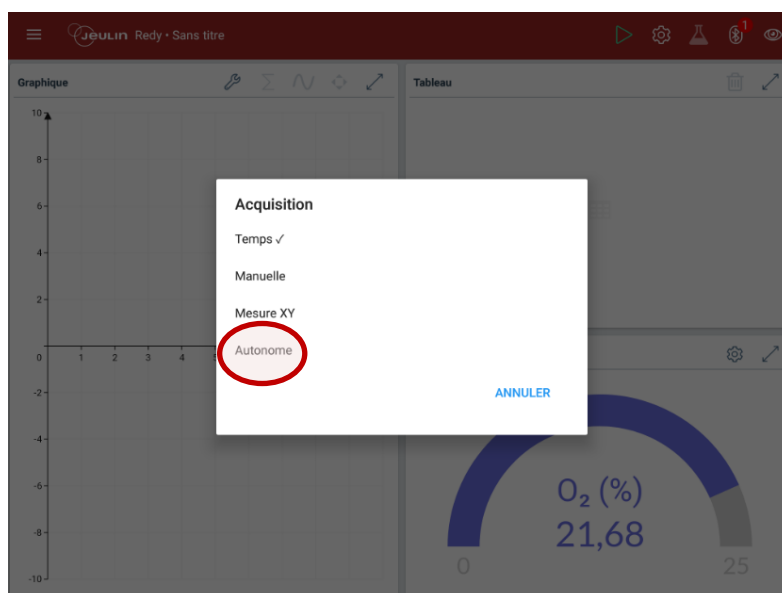 Jeulin Redy • Sans titre
1
Graphique
Tableau
10
8
6
4
2
0
1 2 3 4
-2
-4
-6
-8
-10
Acquisition
Temps ✓
Manuelle
Mesure XY
Autonome
ANNULER
O₂ (%)
21,68
0
25